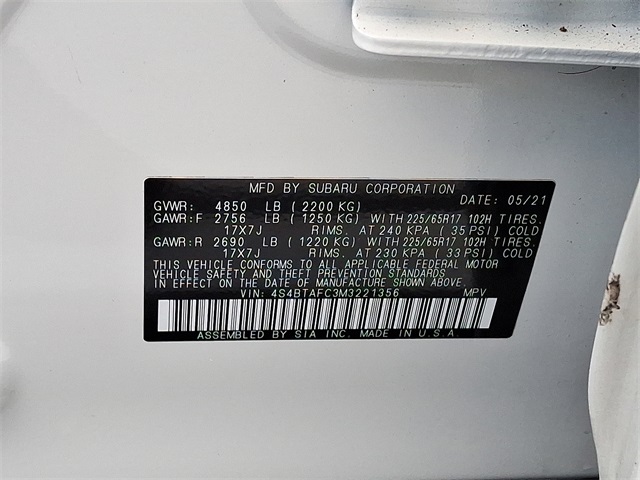 MFD BY SUBARU CORPORATION
GVWR: 4850 LB (2200 KG) DATE: 05/21
GAWR:F 2756 LB (1250 KG) WITH 225/65R17 102H TIRES.
17X7J RIMS. AT 240 KPA (35 PSI) COLD
GAWR:R 2690 LB (1220 KG) WITH 225/65R17 102H TIRES.
17X7J RIMS. AT 230 KPA (33 PSI) COLD
THIS VEHICLE CONFORMS TO ALL APPLICABLE FEDERAL MOTOR
VEHICLE SAFETY AND THEFT PREVENTION STANDARDS
IN EFFECT ON THE DATE OF MANUFACTURE SHOWN ABOVE.
VIN: 4S4BTAFC3M3221356 MPV
ASSEMBLED BY SIA INC. MADE IN U.S.A